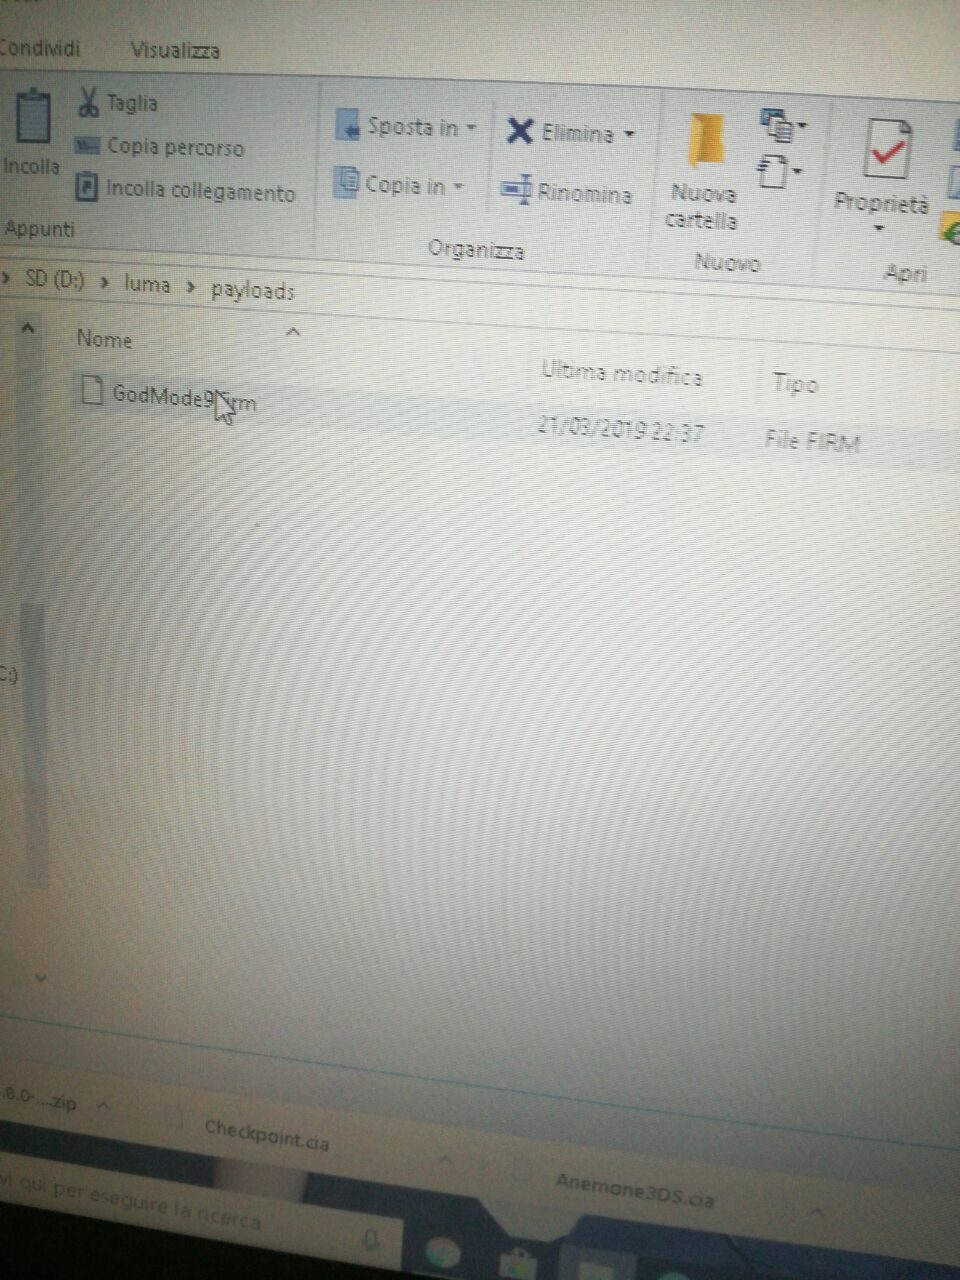 Condividi Visualizza
Taglia
Copia percorso
Incolla
Incolla collegamento
Appunti
Sposta in
Copia in
Elimina
Rinomina
Organizza
Nuova
cartella
Nuovo
Proprietà
Apri
SD (D:) luma payloads
Nome Ultima modifica Tipo
GodMode9 rm 21/03/2019 22:37 File FIRM
C:)
.8.0-....zip Checkpoint.cia Anemone3DS.cia
vi qui per eseguire la ricerca